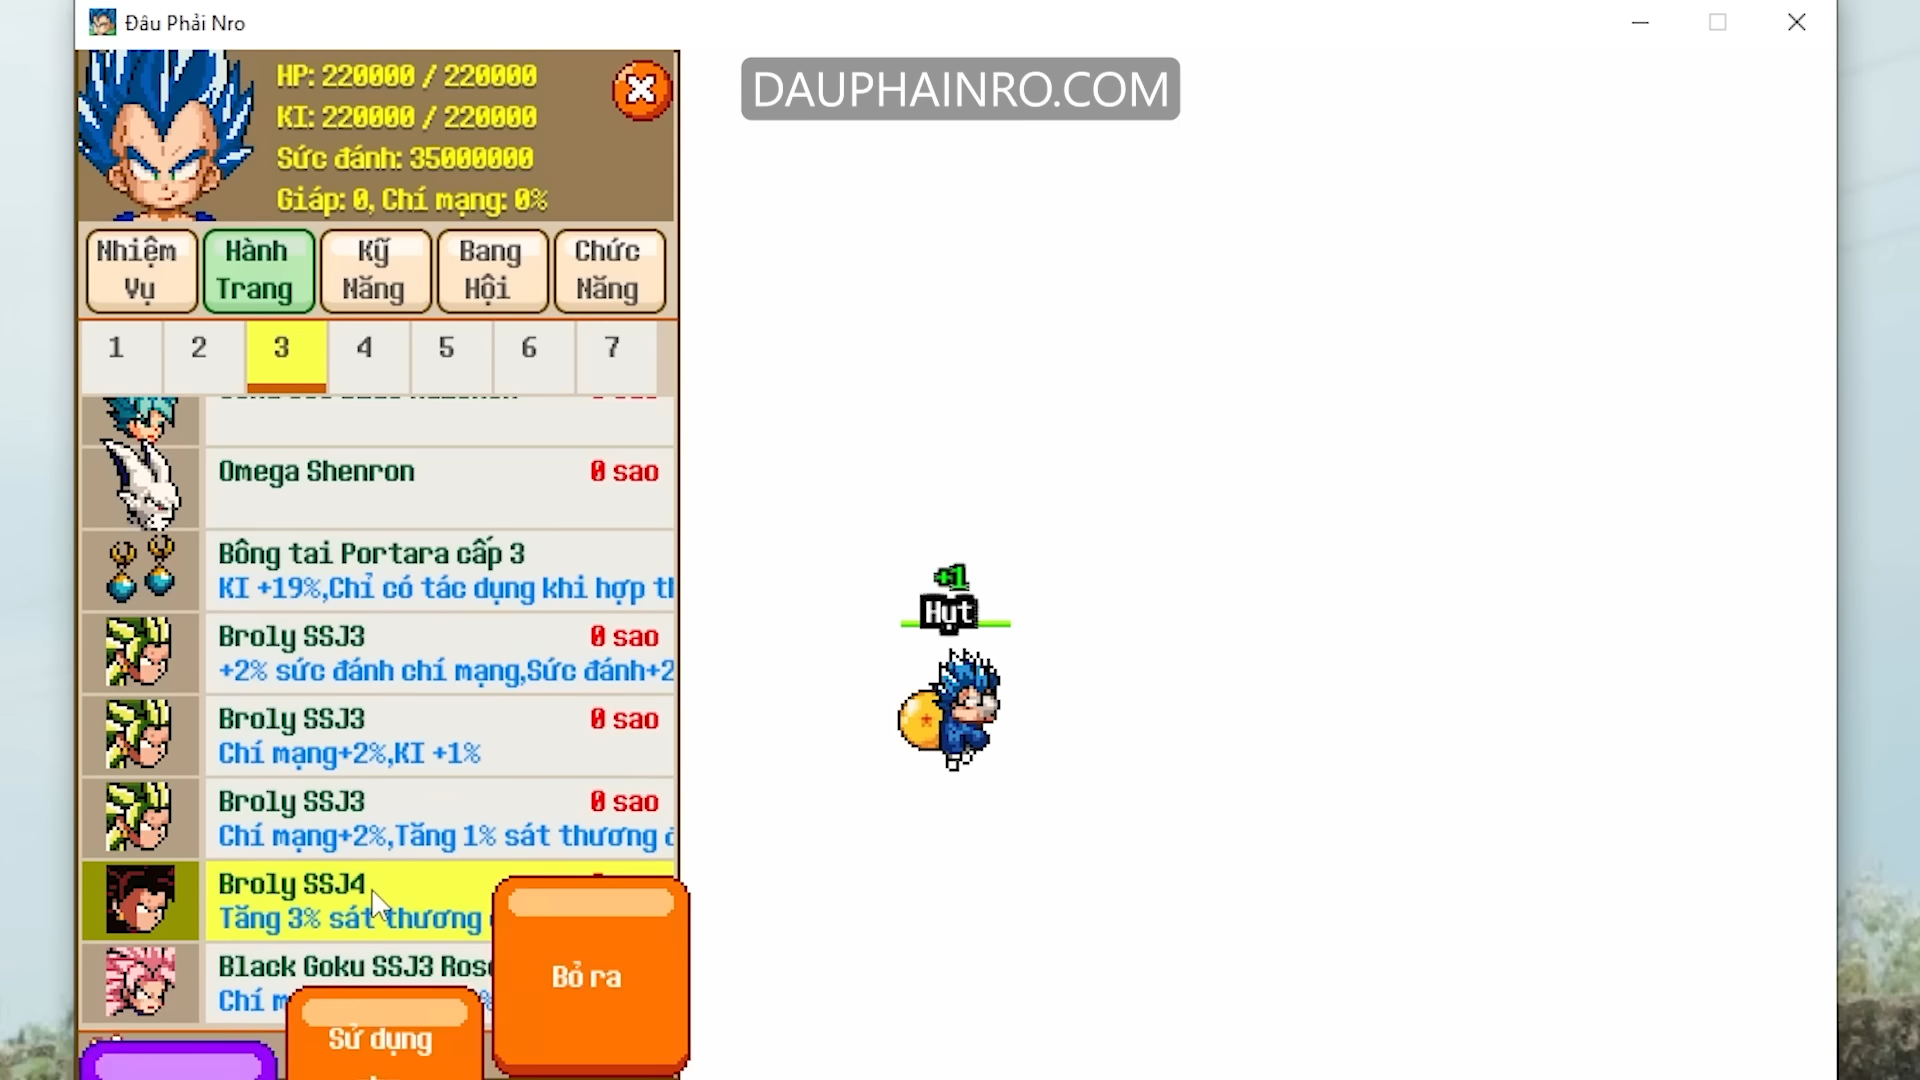 Đâu Phải Nro
DAUPHAINRO.COM
HP: 220000 / 220000
KI: 220000 / 220000
Sức đánh: 35000000
Giáp: 0, Chí mạng: 0%
Nhiệm Vụ
Hành Trang
Kỹ Năng
Bang Hội
Chức Năng
1 2 3 4 5 6 7
Omega Shenron 0 sao
Bông tai Portara cấp 3
KI +19%,Chỉ có tác dụng khi hợp
Broly SSJ3 0 sao
+2% sức đánh chí mạng,Sức đánh+2
Broly SSJ3 0 sao
Chí mạng+2%,KI +1%
Broly SSJ3 0 sao
Chí mạng+2%,Tăng 1% sát thương
Broly SSJ4
Tăng 3% sát thương
Black Goku SSJ3
Chí
Bỏ ra
Sử dụng
+1
Hụt